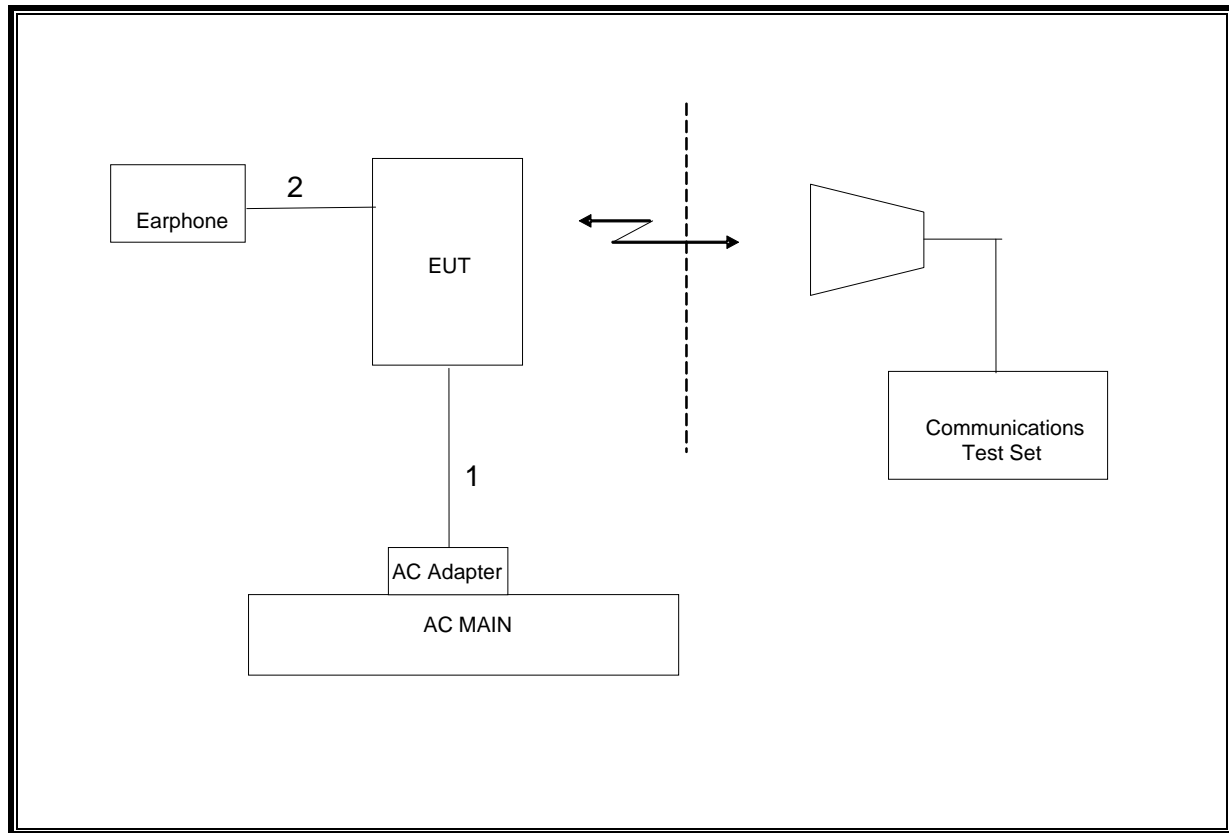 2
Earphone
EUT
1
Communications
Test Set
AC Adapter
AC MAIN